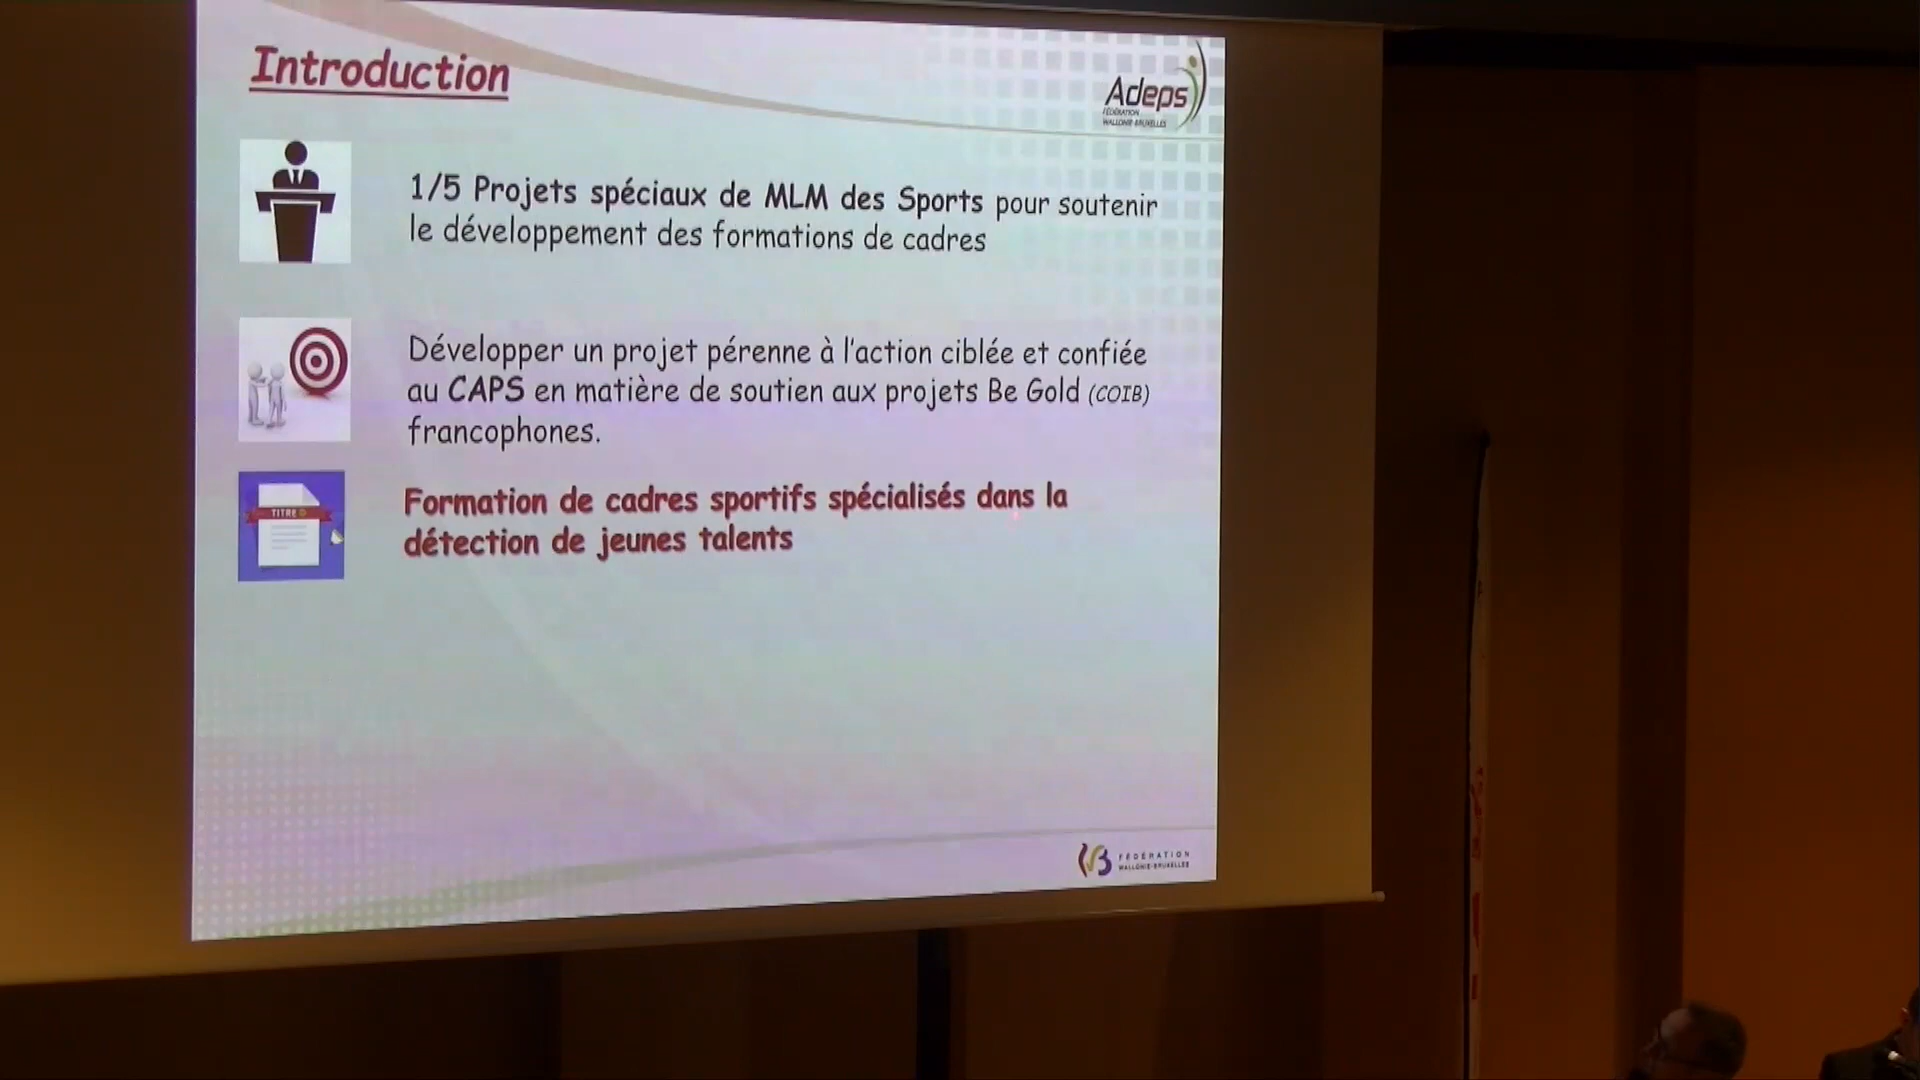 Introduction
Adeps
FÉDÉRATION
WALLONIE-BRUXELLES
1/5 Projets spéciaux de MLM des Sports pour soutenir
le développement des formations de cadres
Développer un projet pérenne à l'action ciblée et confiée
au CAPS en matière de soutien aux projets Be Gold (COIB)
francophones.
TITRE
Formation de cadres sportifs spécialisés dans la
détection de jeunes talents
FÉDÉRATION
WALLONIE-BRUXELLES